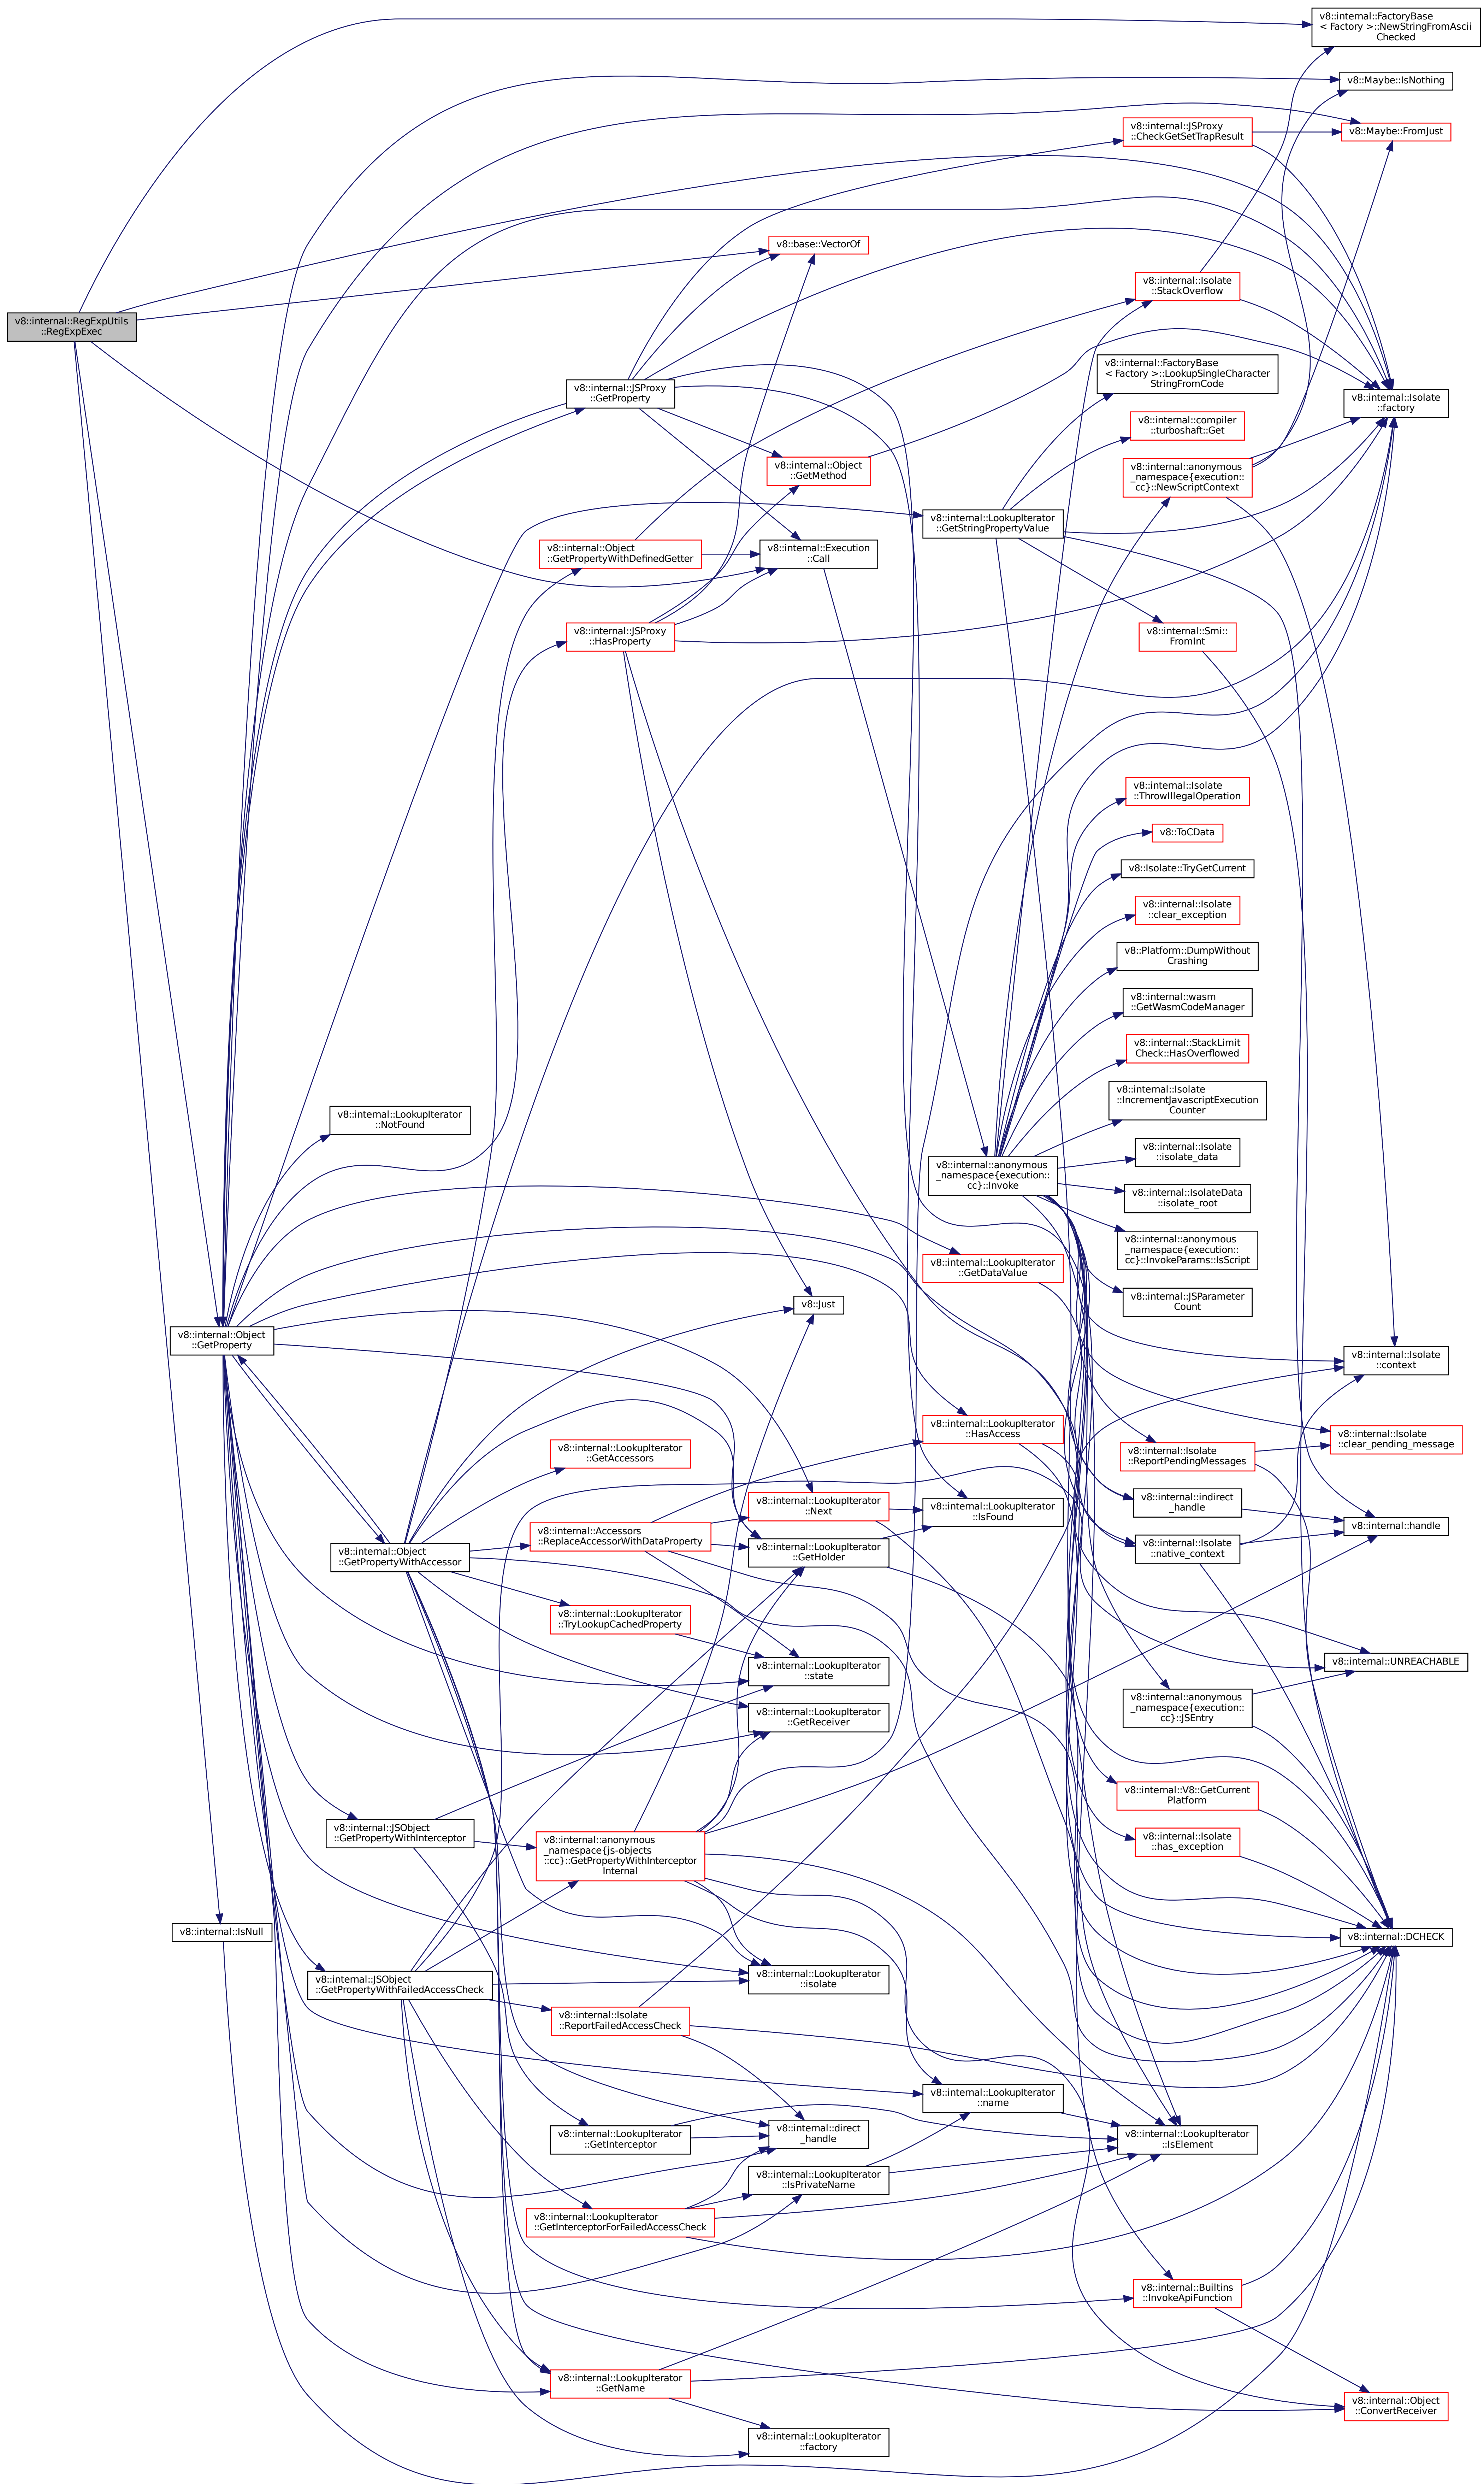 v8::internal::FactoryBase
< Factory >::NewStringFromAscii
Checked
v8::Maybe::IsNothing
v8::internal::JSProxy
::CheckGetSetTrapResult
v8::Maybe::FromJust
v8::base::VectorOf
v8::internal::Isolate
::StackOverflow
v8::internal::RegExpUtils
::RegExpExec
v8::internal::FactoryBase
< Factory >::LookupSingleCharacter
StringFromCode
v8::internal::JSProxy
::GetProperty
v8::internal::Isolate
::factory
v8::internal::compiler
::turboshaft::Get
v8::internal::Object
::GetMethod
v8::internal::anonymous
_namespace{execution::
cc}::NewScriptContext
v8::internal::LookupIterator
::GetStringPropertyValue
v8::internal::Object
::GetPropertyWithDefinedGetter
v8::internal::Execution
::Call
v8::internal::JSProxy
::HasProperty
v8::internal::Smi::
FromInt
v8::internal::Isolate
::ThrowIllegalOperation
v8::ToCData
v8::Isolate::TryGetCurrent
v8::internal::Isolate
::clear_exception
v8::Platform::DumpWithout
Crashing
v8::internal::wasm
::GetWasmCodeManager
v8::internal::StackLimit
Check::HasOverflowed
v8::internal::Isolate
::IncrementJavascriptExecution
Counter
v8::internal::LookupIterator
::NotFound
v8::internal::Isolate
::isolate_data
v8::internal::anonymous
_namespace{execution::
cc}::Invoke
v8::internal::IsolateData
::isolate_root
v8::internal::anonymous
_namespace{execution::
cc}::InvokeParams::IsScript
v8::internal::LookupIterator
::GetDataValue
v8::Just
v8::internal::JSParameter
Count
v8::internal::Object
::GetProperty
v8::internal::Isolate
::context
v8::internal::LookupIterator
::HasAccess
v8::internal::Isolate
::clear_pending_message
v8::internal::LookupIterator
::GetAccessors
v8::internal::Isolate
::ReportPendingMessages
v8::internal::LookupIterator
::Next
v8::internal::LookupIterator
::IsFound
v8::internal::indirect
_handle
v8::internal::handle
v8::internal::Accessors
::ReplaceAccessorWithDataProperty
v8::internal::LookupIterator
::GetHolder
v8::internal::Isolate
::native_context
v8::internal::Object
::GetPropertyWithAccessor
v8::internal::LookupIterator
::TryLookupCachedProperty
v8::internal::LookupIterator
::state
v8::internal::UNREACHABLE
v8::internal::LookupIterator
::GetReceiver
v8::internal::anonymous
_namespace{execution::
cc}::JSEntry
v8::internal::V8::GetCurrent
Platform
v8::internal::JSObject
::GetPropertyWithInterceptor
v8::internal::anonymous
_namespace{js-objects
::cc}::GetPropertyWithInterceptor
Internal
v8::internal::Isolate
::has_exception
v8::internal::IsNull
v8::internal::DCHECK
v8::internal::JSObject
::GetPropertyWithFailedAccessCheck
v8::internal::LookupIterator
::isolate
v8::internal::Isolate
::ReportFailedAccessCheck
v8::internal::LookupIterator
::name
v8::internal::LookupIterator
::GetInterceptor
v8::internal::direct
_handle
v8::internal::LookupIterator
::IsElement
v8::internal::LookupIterator
::IsPrivateName
v8::internal::LookupIterator
::GetInterceptorForFailedAccessCheck
v8::internal::Builtins
::InvokeApiFunction
v8::internal::LookupIterator
::GetName
v8::internal::Object
::ConvertReceiver
v8::internal::LookupIterator
::factory